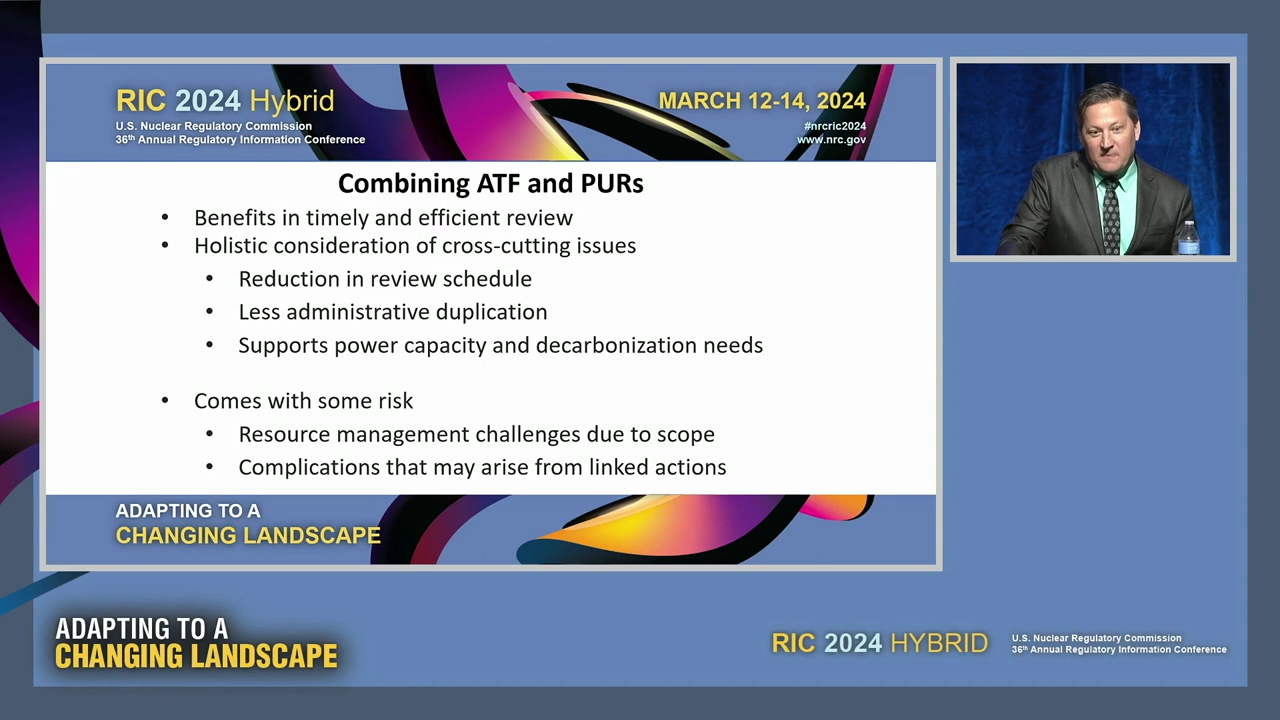 RIC 2024 Hybrid
U.S. Nuclear Regulatory Commission
36th Annual Regulatory Information Conference
MARCH 12-14, 2024
#nrcric2024
www.nrc.gov
Combining ATF and PURs
• Benefits in timely and efficient review
• Holistic consideration of cross-cutting issues
• Reduction in review schedule
• Less administrative duplication
• Supports power capacity and decarbonization needs
• Comes with some risk
• Resource management challenges due to scope
• Complications that may arise from linked actions
ADAPTING TO A
CHANGING LANDSCAPE
ADAPTING TO A
CHANGING LANDSCAPE
RIC 2024 HYBRID
U.S. Nuclear Regulatory Commission
36th Annual Regulatory Information Conference